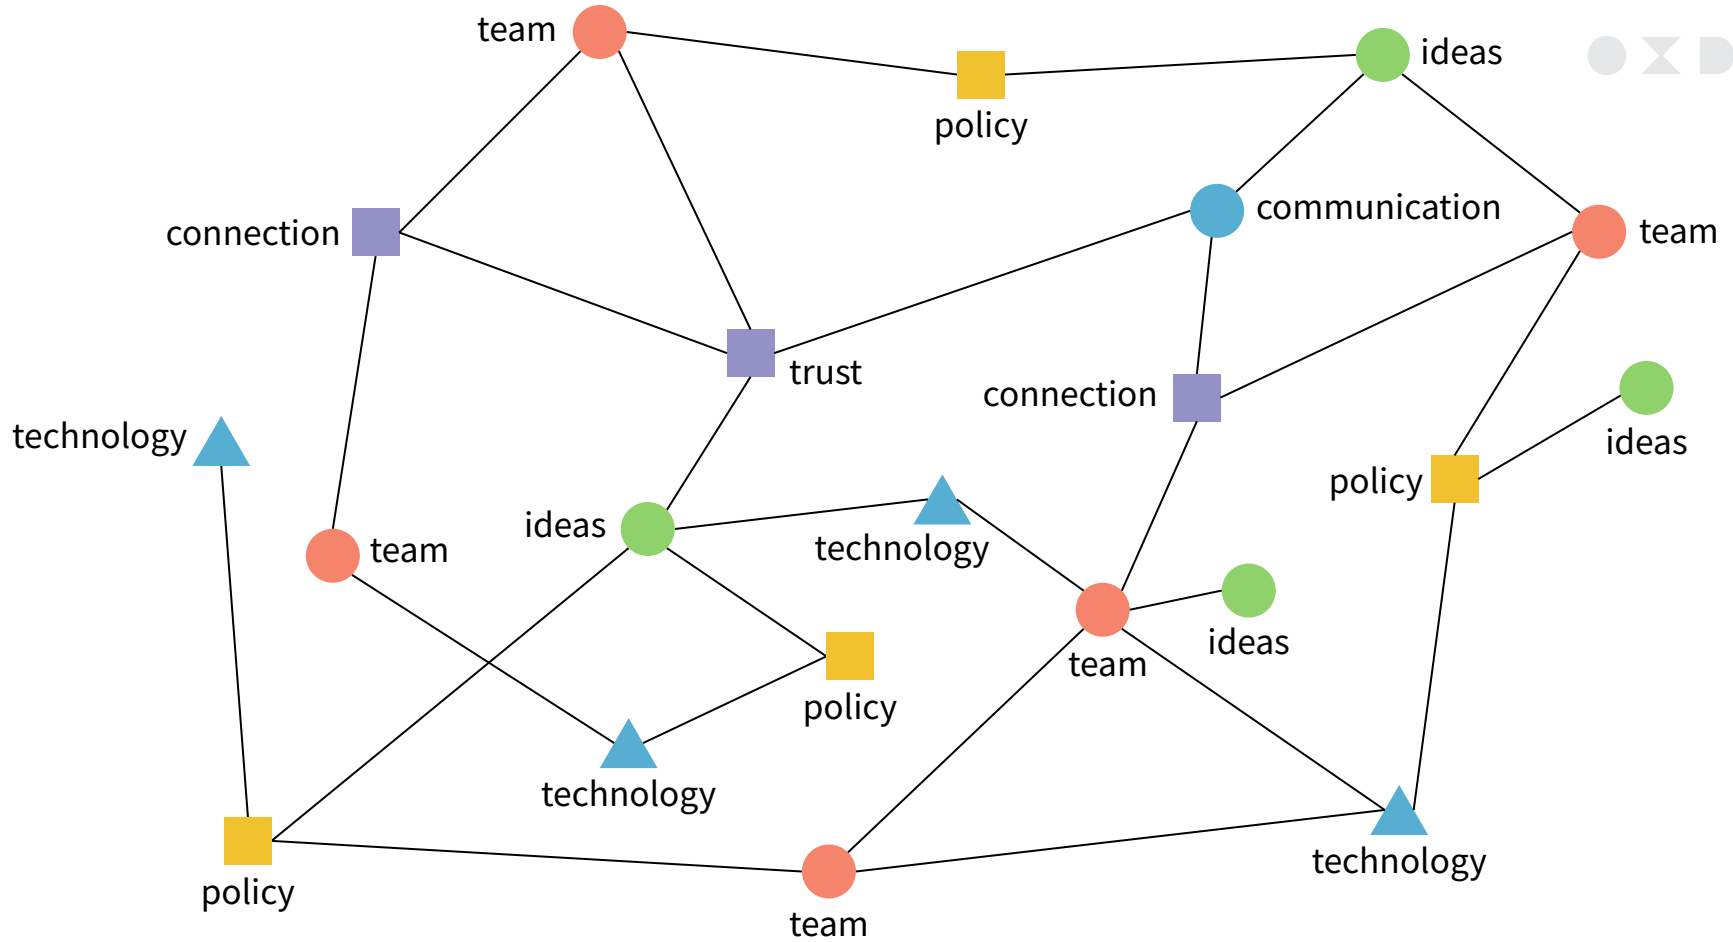 team
ideas
policy
communication
team
connection
trust
connection
technology
ideas
policy
ideas
team
technology
ideas
team
policy
technology
technology
policy
team
OXD